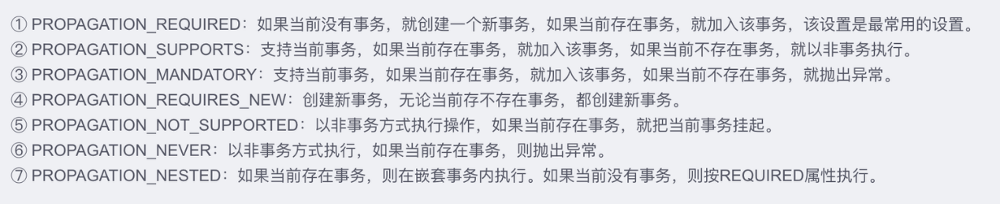 ① PROPAGATION_REQUIRED：如果当前没有事务，就创建一个新事务，如果当前存在事务，就加入该事务，该设置是最常用的设置。
② PROPAGATION_SUPPORTS：支持当前事务，如果当前存在事务，就加入该事务，如果当前不存在事务，就以非事务执行。
③ PROPAGATION_MANDATORY：支持当前事务，如果当前存在事务，就加入该事务，如果当前不存在事务，就抛出异常。
④ PROPAGATION_REQUIRES_NEW：创建新事务，无论当前存不存在事务，都创建新事务。
⑤ PROPAGATION_NOT_SUPPORTED：以非事务方式执行操作，如果当前存在事务，就把当前事务挂起。
⑥ PROPAGATION_NEVER：以非事务方式执行，如果当前存在事务，则抛出异常。
⑦ PROPAGATION_NESTED：如果当前存在事务，则在嵌套事务内执行。如果当前没有事务，则按REQUIRED属性执行。